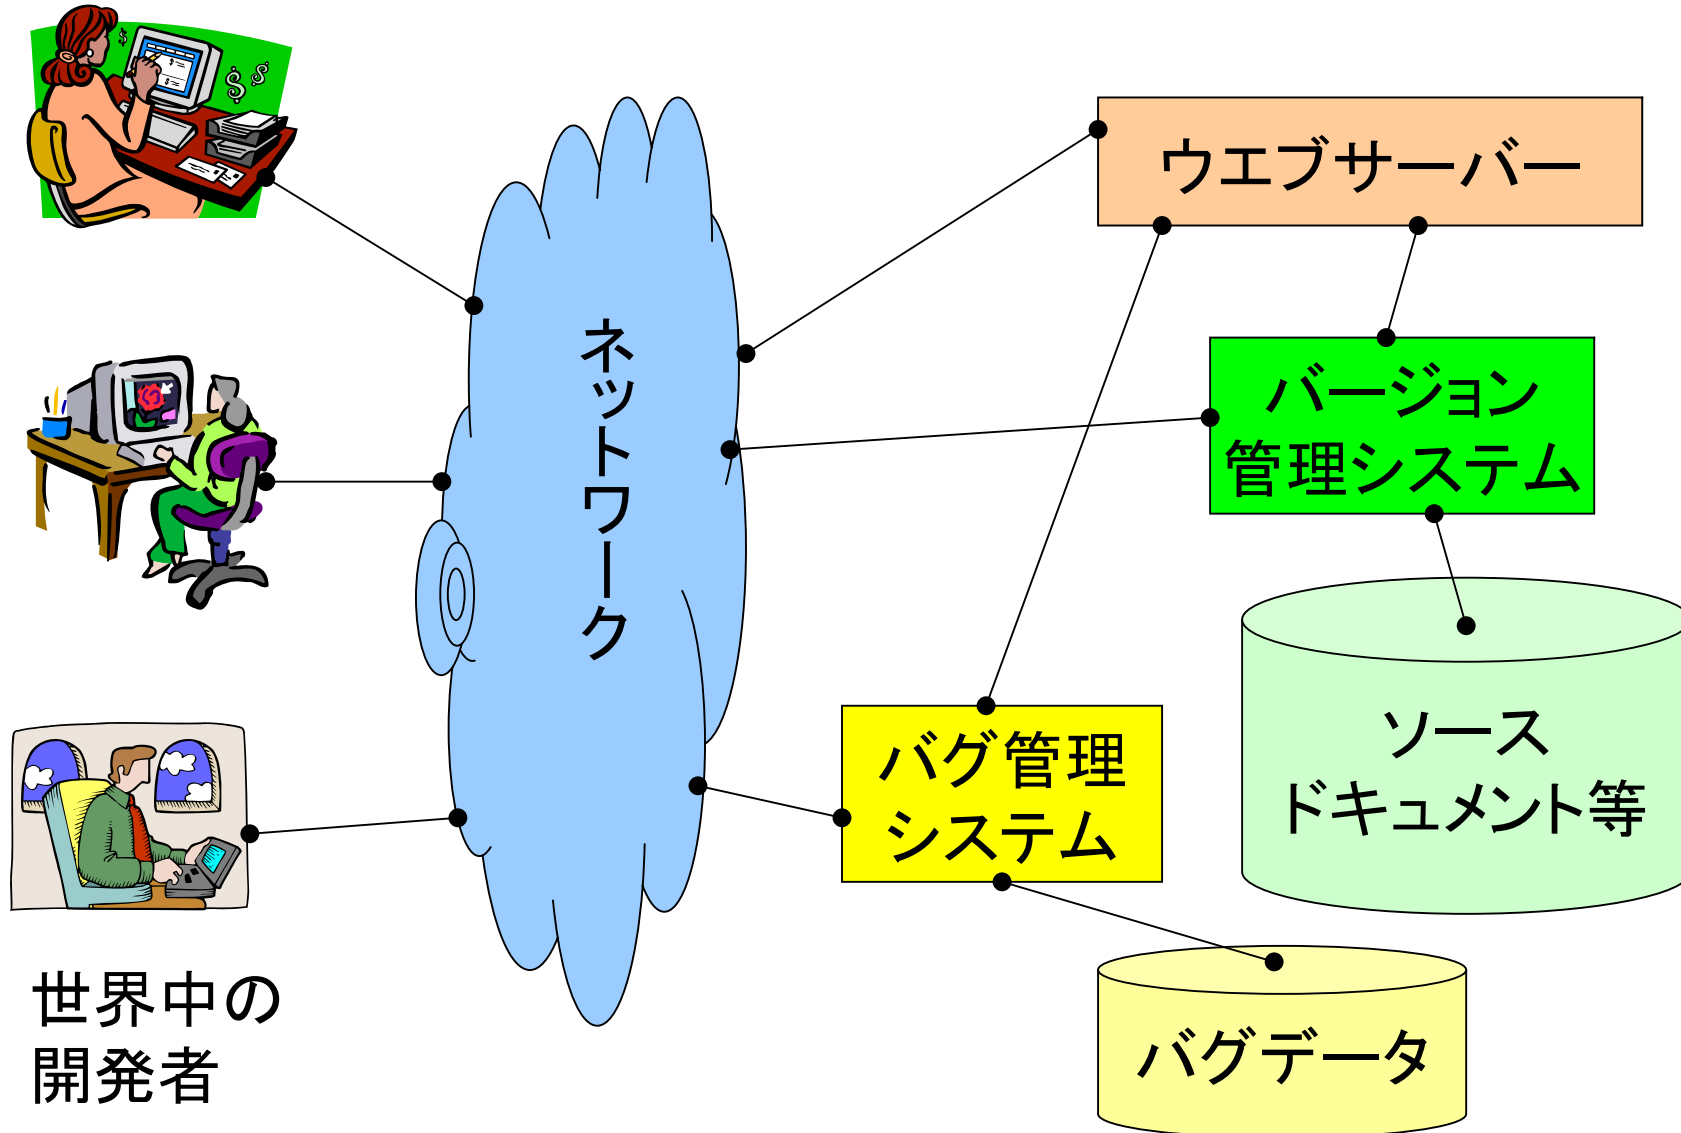 ウエブサーバー
ネットワーク
バージョン
管理システム
バグ管理
システム
ソース
ドキュメント等
世界中の
開発者
バグデータ